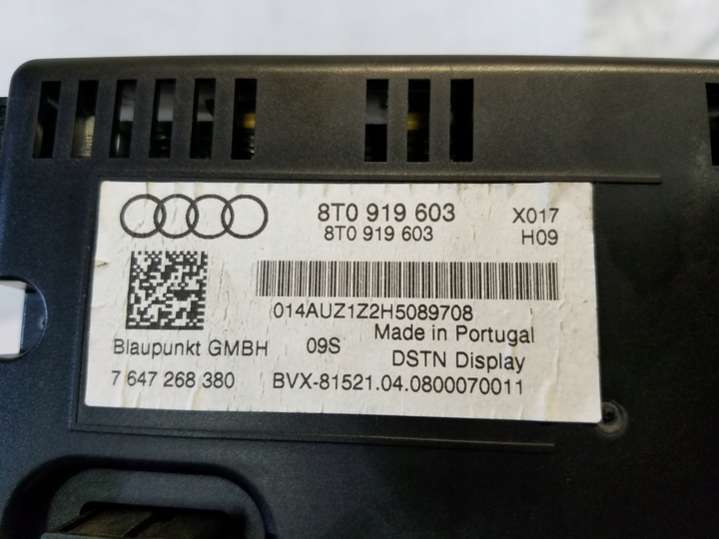 8T0 919 603 X017
8T0 919 603 H09
014AUZ1Z2H5089708
Made in Portugal
Blaupunkt GMBH 09S DSTN Display
7 647 268 380 BVX-81521.04.0800070011